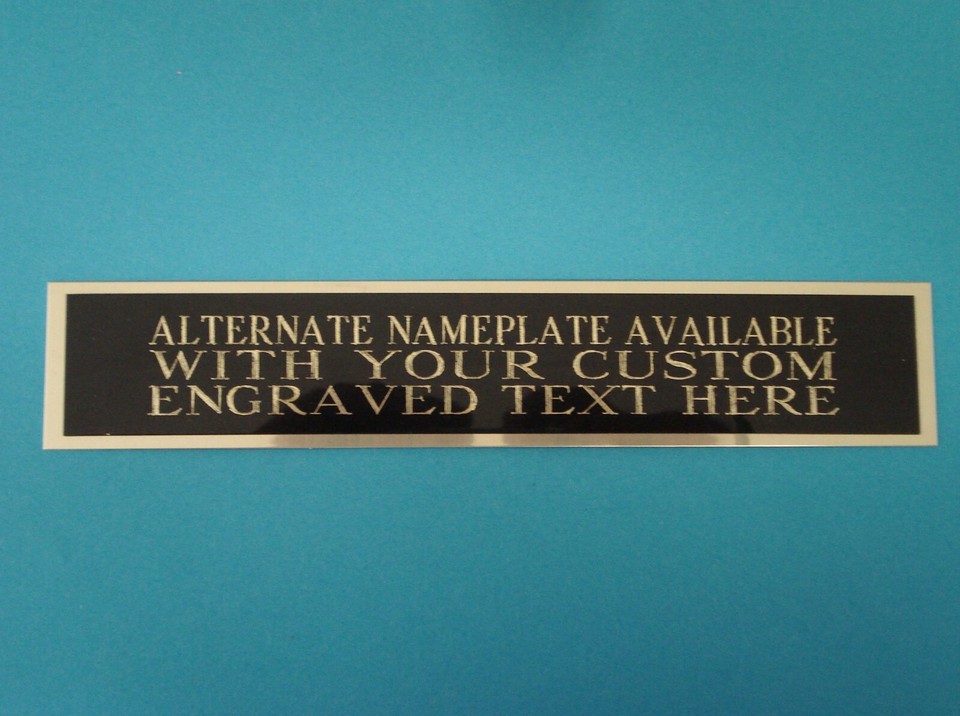 ALTERNATE NAMEPLATE AVAILABLE
WITH YOUR CUSTOM
ENGRAVED TEXT HERE